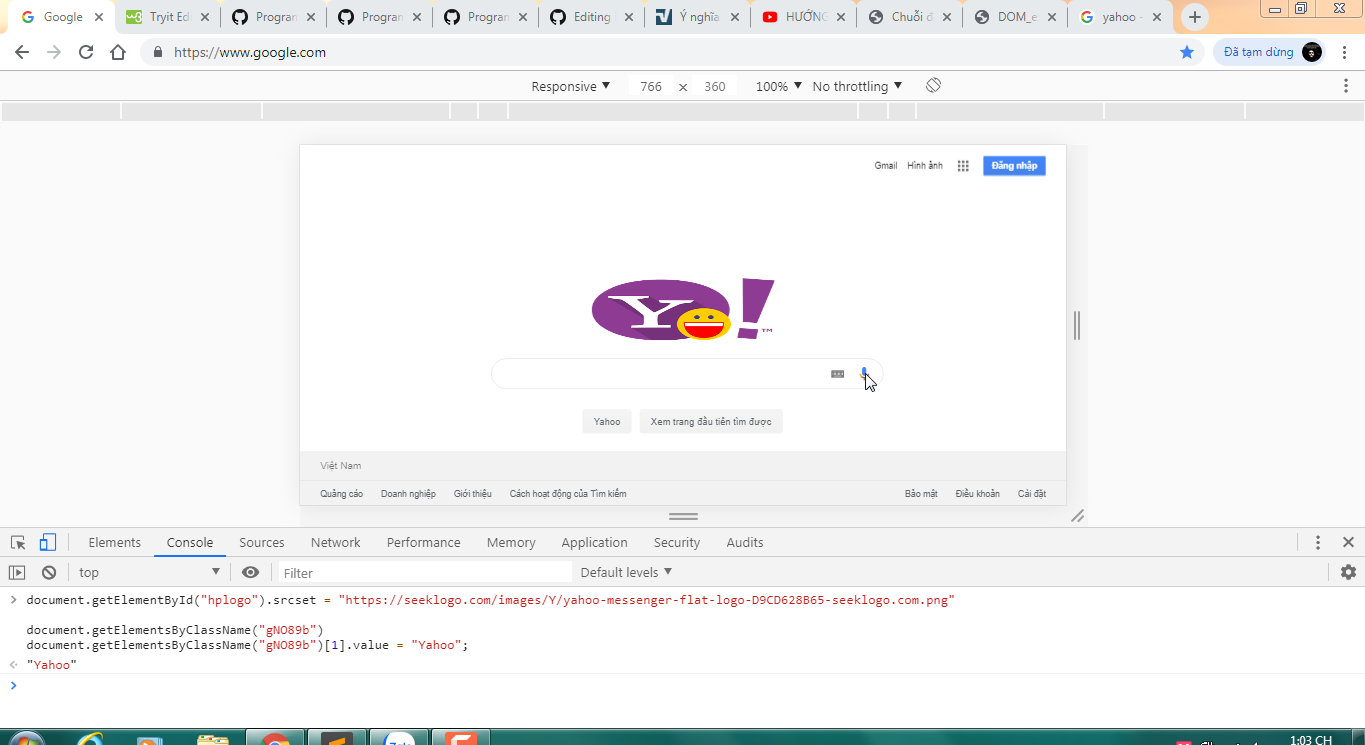 Google
Tryit Ed
Program
Program
Program
Editing
Ý nghĩa
HƯỚNG
Chuỗi đ
DOM_e
yahoo -
https://www.google.com
Đã tạm dừng
Responsive 766 × 360 100% No throttling
Gmail Hình ảnh Đăng nhập
Y!
TM
Yahoo Xem trang đầu tiên tìm được
Việt Nam
Quảng cáo Doanh nghiệp Giới thiệu Cách hoạt động của Tìm kiếm Bảo mật Điều khoản Cài đặt
Elements Console Sources Network Performance Memory Application Security Audits
top Filter Default levels
document.getElementById("hplogo").srcset = "https://seeklogo.com/images/Y/yahoo-messenger-flat-logo-D9CD628B65-seeklogo.com.png"
document.getElementsByClassName("gNO89b")
document.getElementsByClassName("gNO89b")[1].value = "Yahoo";
"Yahoo"
Zalo
1:03 CH